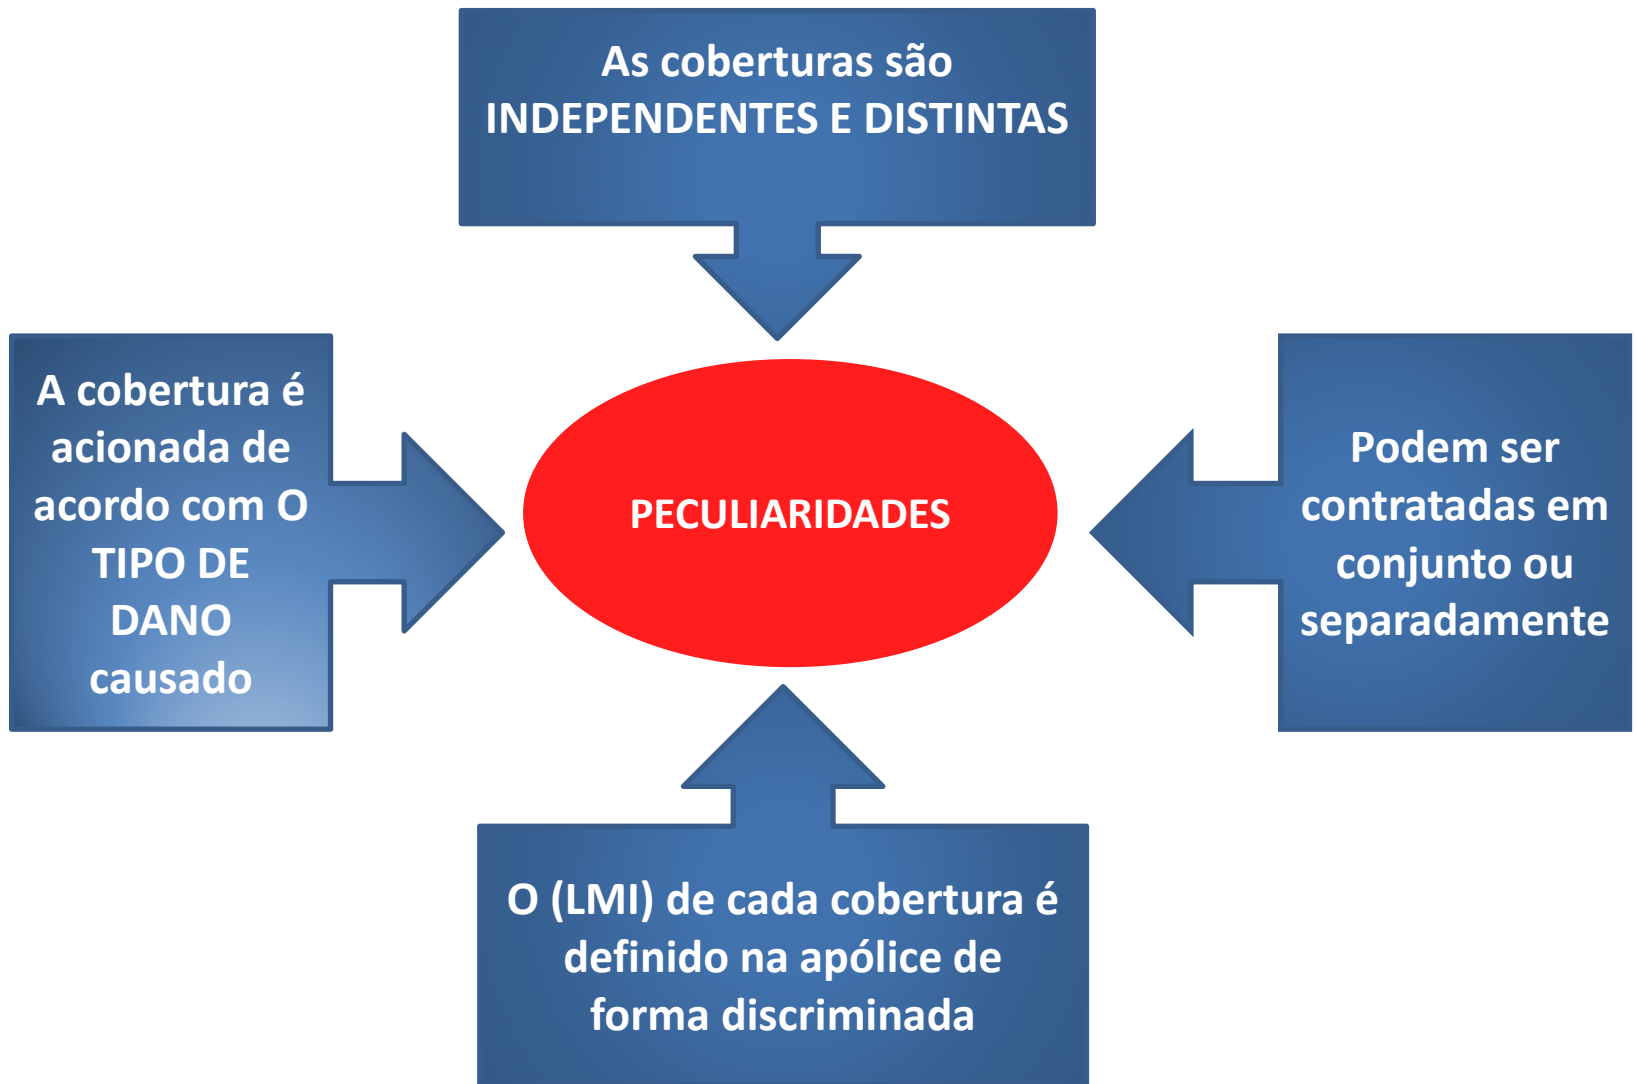 As coberturas são
INDEPENDENTES E DISTINTAS
A cobertura é
acionada de
acordo com O
TIPO DE
DANO
causado
PECULIARIDADES
Podem ser
contratadas em
conjunto ou
separadamente
O (LMI) de cada cobertura é
definido na apólice de
forma discriminada